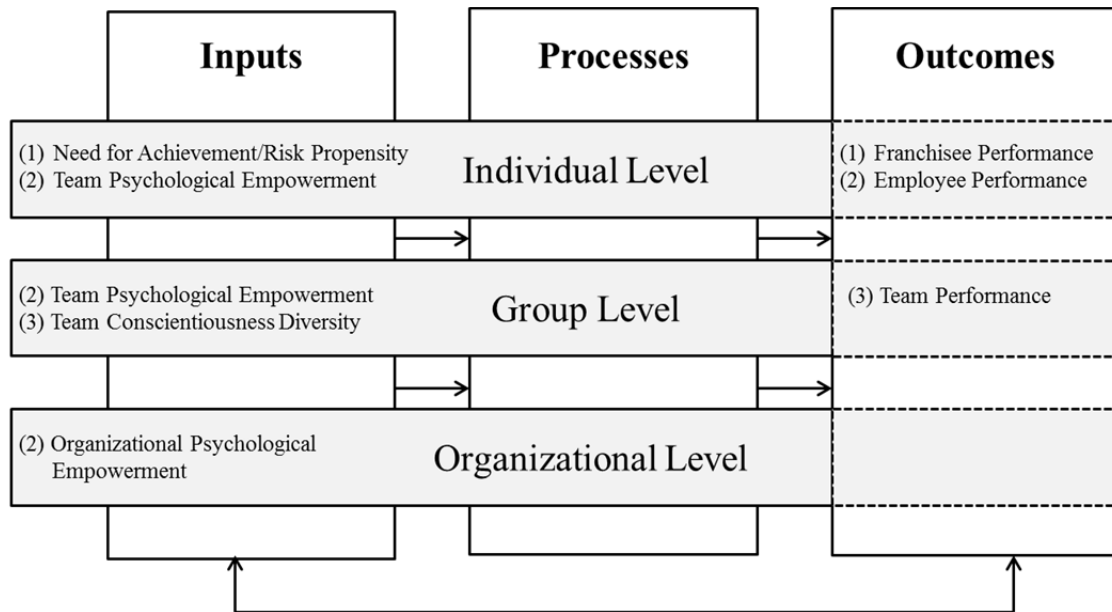 Inputs
Processes
Outcomes
(1) Need for Achievement/Risk Propensity
(2) Team Psychological Empowerment
Individual Level
(1) Franchisee Performance
(2) Employee Performance
(2) Team Psychological Empowerment
(3) Team Conscientiousness Diversity
Group Level
(3) Team Performance
(2) Organizational Psychological
Empowerment
Organizational Level